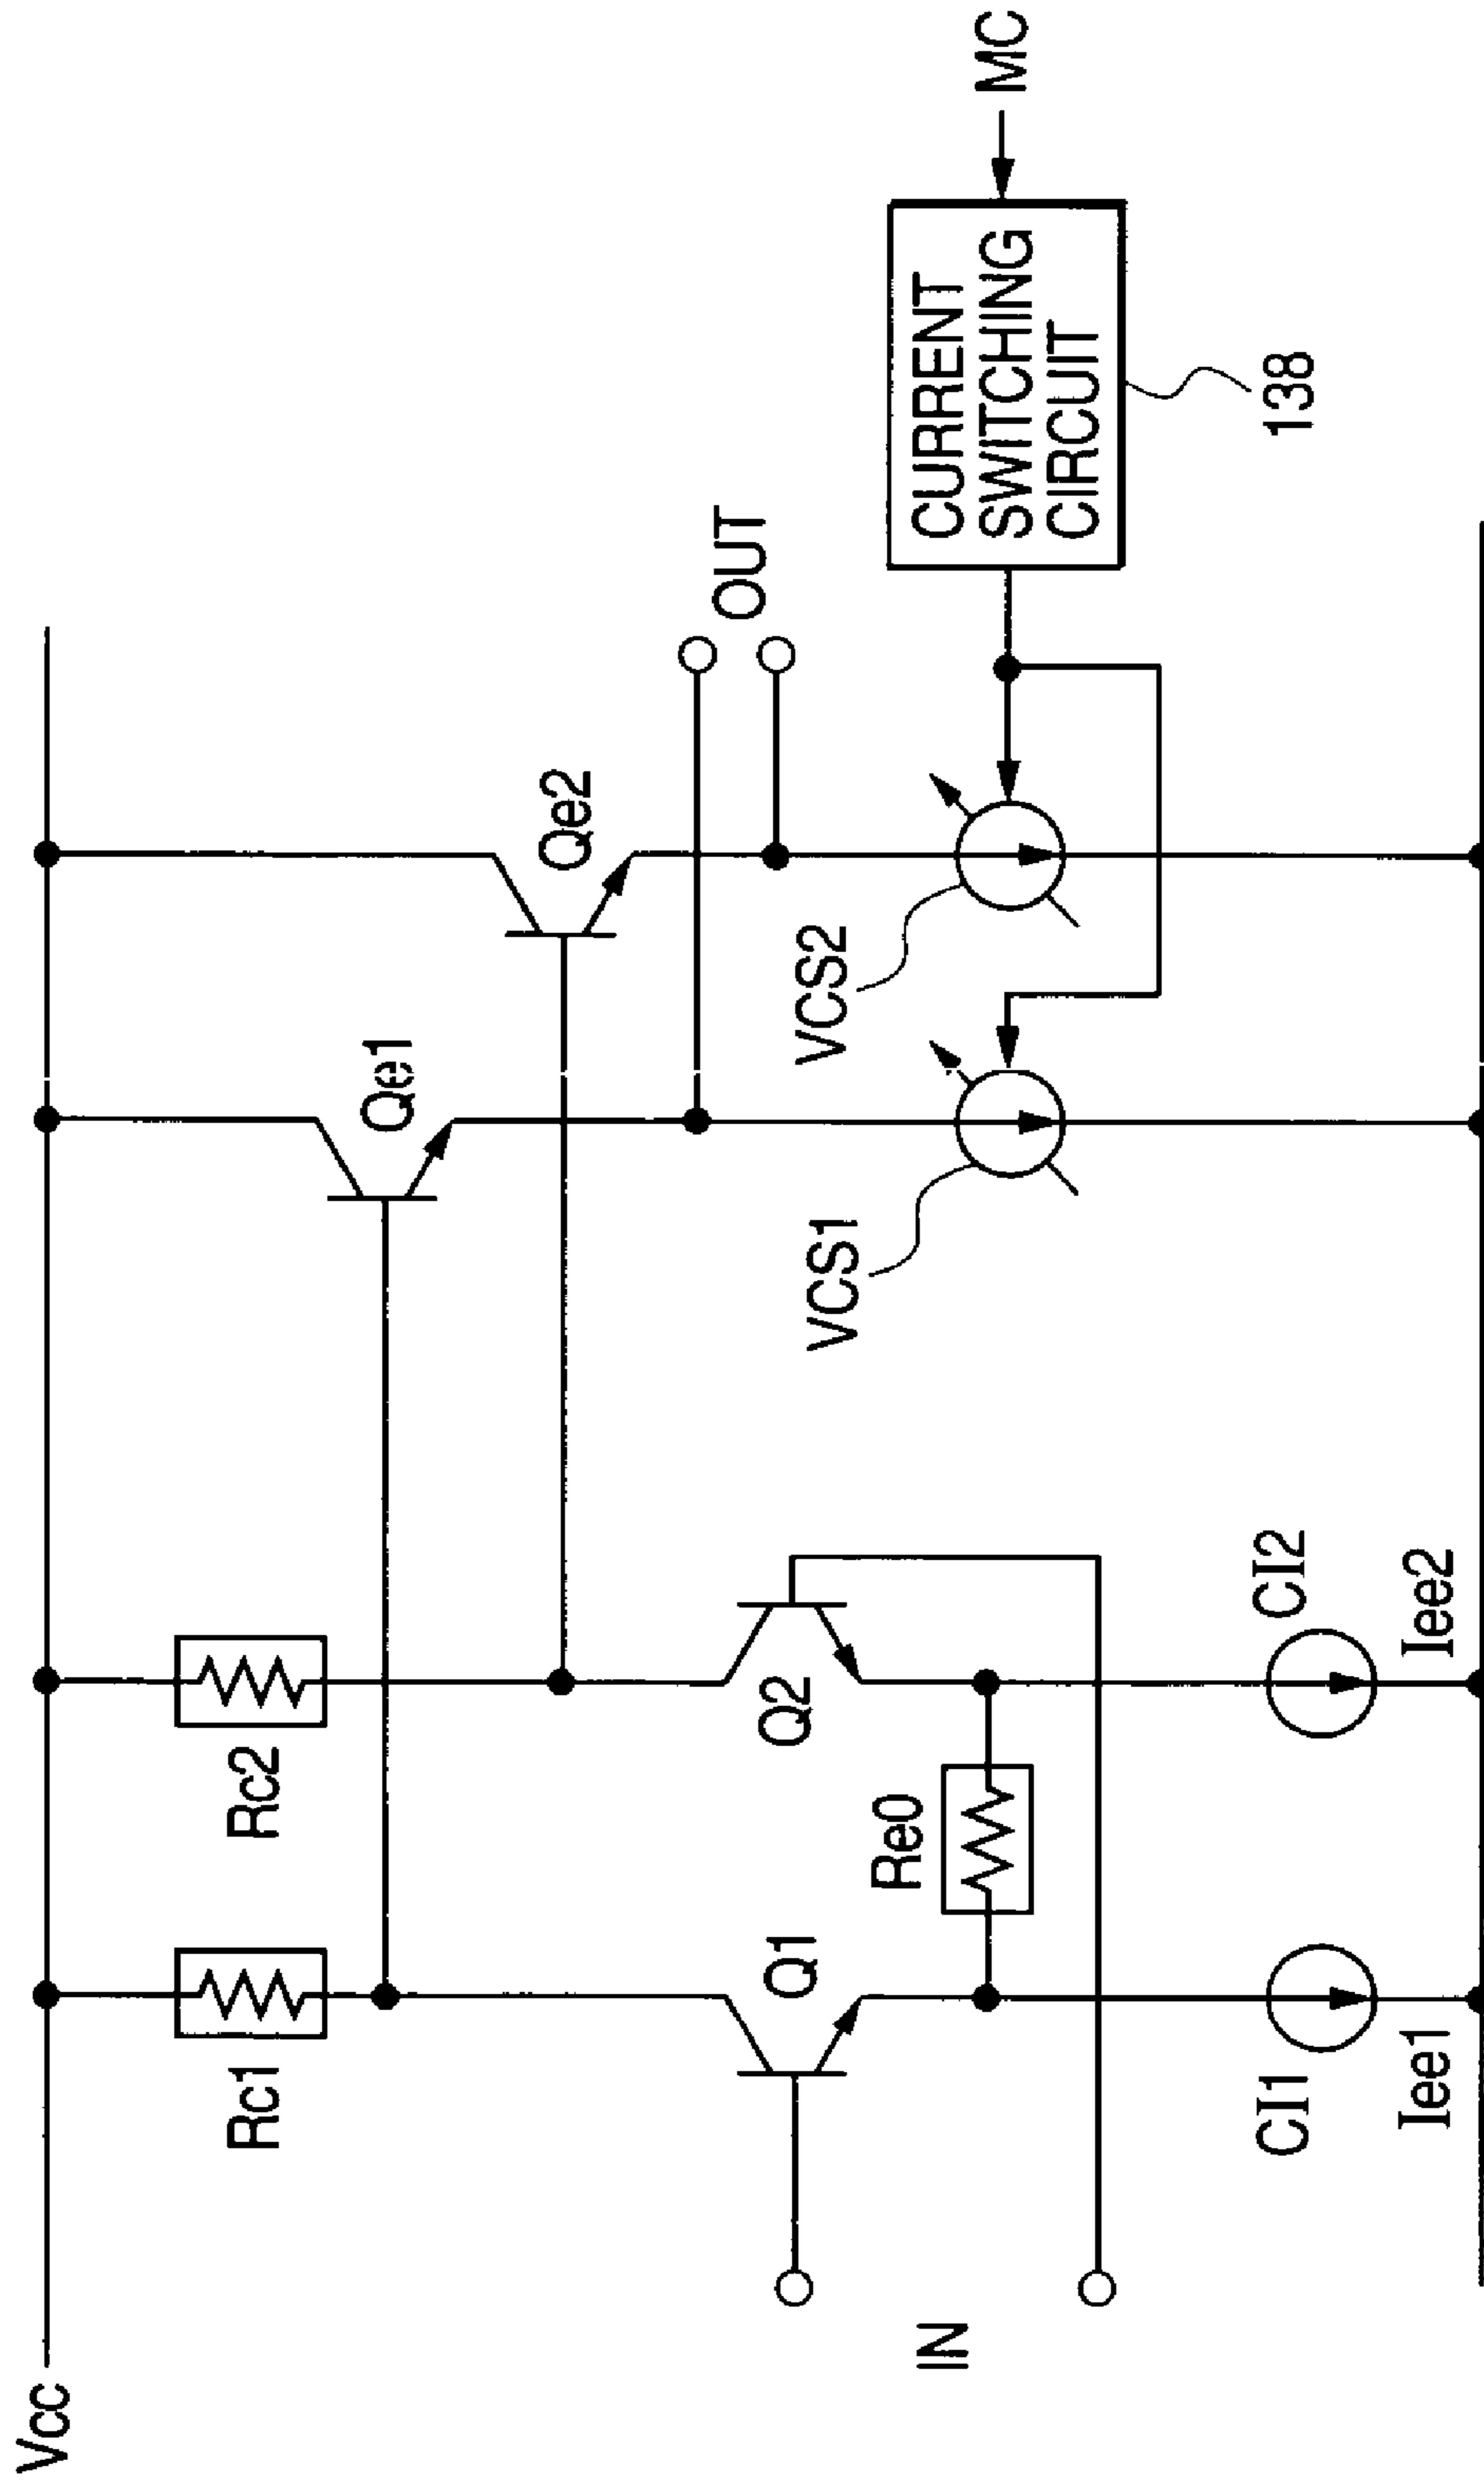 Vcc
Rc1
Rc2
Qe1
Qe2
OUT
Q1
Q2
IN
Re0
VCS1
VCS2
CURRENT
SWITCHING
CIRCUIT
MC
138
CI1
CI2
Iee1
Iee2